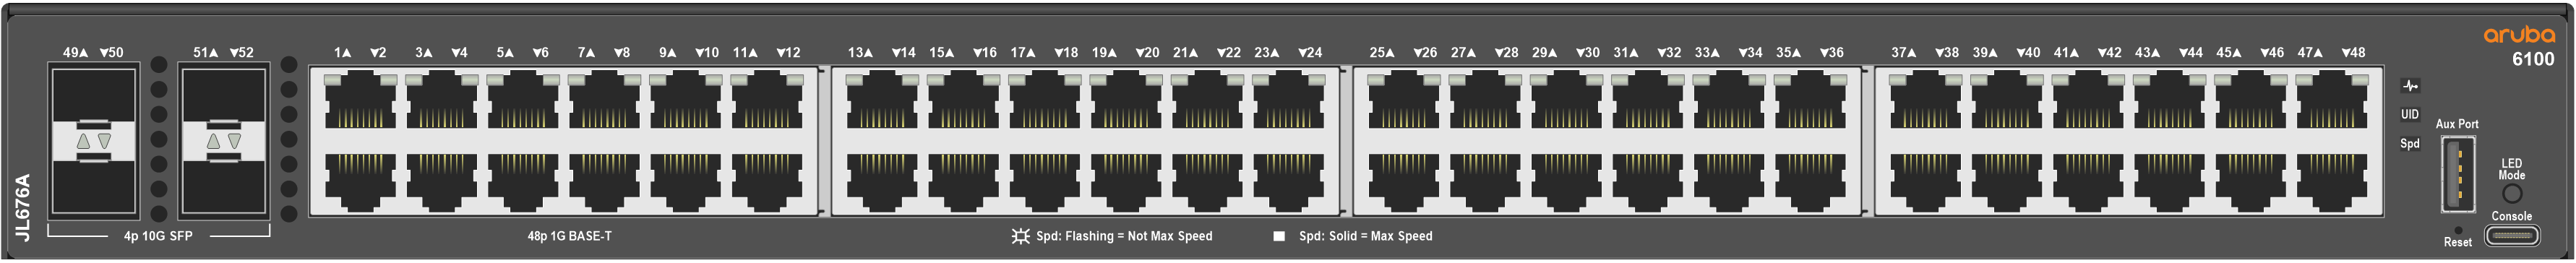 49▲ ▼50 51▲ ▼52 1▲ ▼2 3▲ ▼4 5▲ ▼6 7▲ ▼8 9▲ ▼10 11▲ ▼12 13▲ ▼14 15▲ ▼16 17▲ ▼18 19▲ ▼20 21▲ ▼22 23▲ ▼24 25▲ ▼26 27▲ ▼28 29▲ ▼30 31▲ ▼32 33▲ ▼34 35▲ ▼36 37▲ ▼38 39▲ ▼40 41▲ ▼42 43▲ ▼44 45▲ ▼46 47▲ ▼48
aruba
6100
UID
Spd
Aux Port
LED
Mode
Console
Reset
JL676A
4p 10G SFP
48p 1G BASE-T
Spd: Flashing = Not Max Speed
Spd: Solid = Max Speed